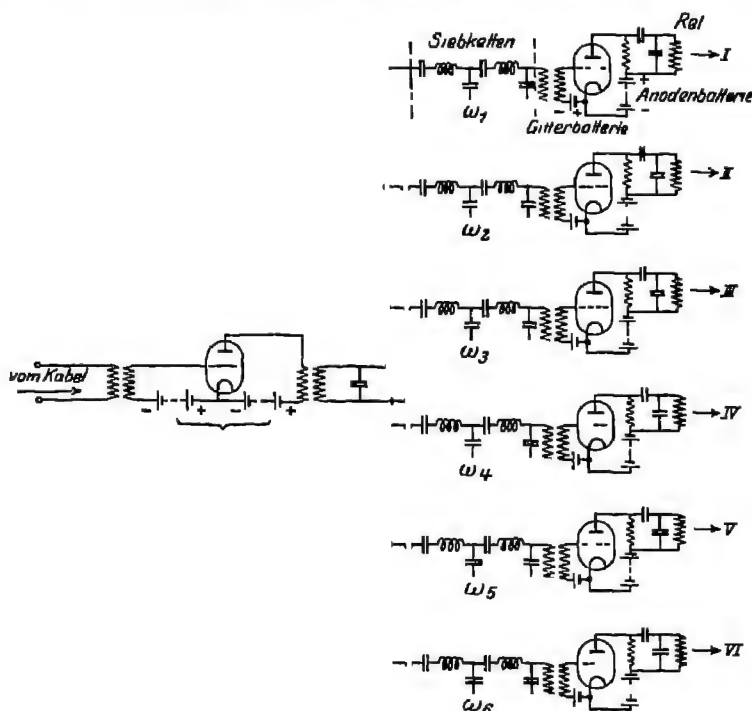 Siebketten
Rel
I
Anodenbatterie
Gitterbatterie
ω1
II
ω2
III
ω3
vom Kabel
IV
ω4
V
ω5
VI
ω6